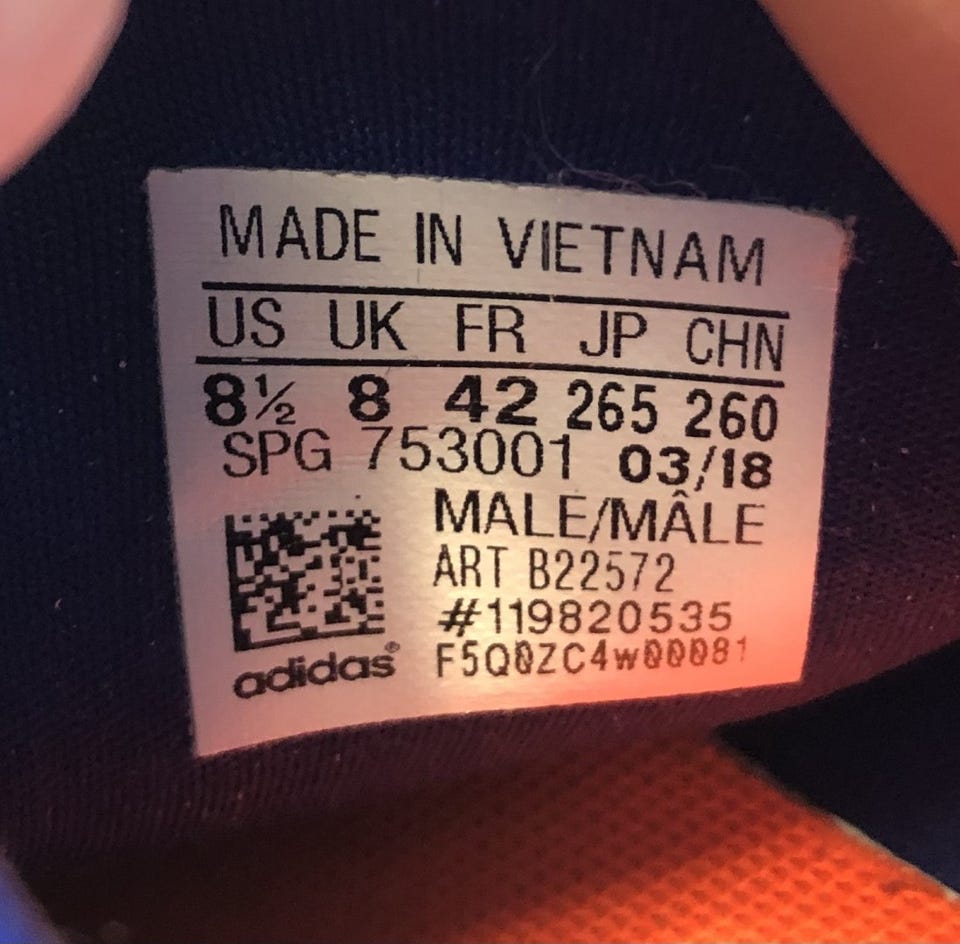 MADE IN VIETNAM
US UK FR JP CHN
8½ 8 42 265 260
SPG 753001 03/18
MALE/MÂLE
ART B22572
#119820535
F5Q0ZC4w00081
adidas®